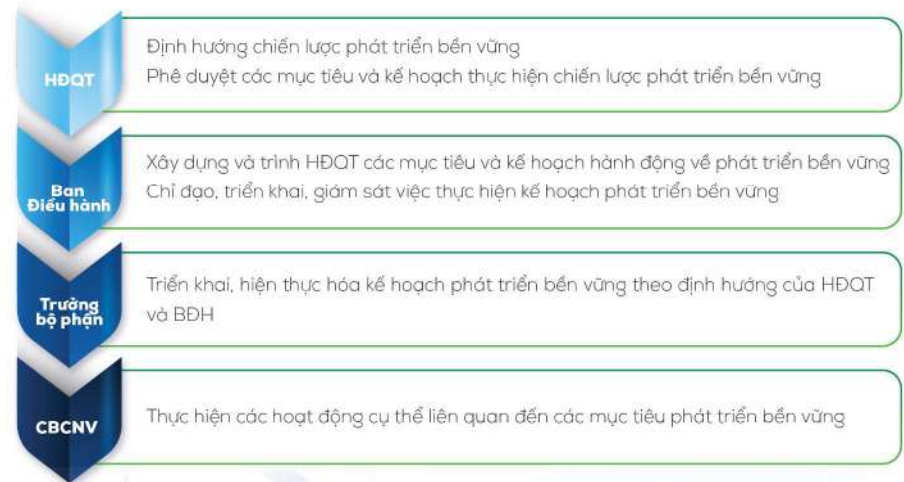 HĐQT
Định hướng chiến lược phát triển bền vững
Phê duyệt các mục tiêu và kế hoạch thực hiện chiến lược phát triển bền vững
Ban
Điều hành
Xây dựng và trình HĐQT các mục tiêu và kế hoạch hành động về phát triển bền vững
Chỉ đạo, triển khai, giám sát việc thực hiện kế hoạch phát triển bền vững
Trưởng
bộ phận
Triển khai, hiện thực hóa kế hoạch phát triển bền vững theo định hướng của HĐQT
và BĐH
CBCNV
Thực hiện các hoạt động cụ thể liên quan đến các mục tiêu phát triển bền vững